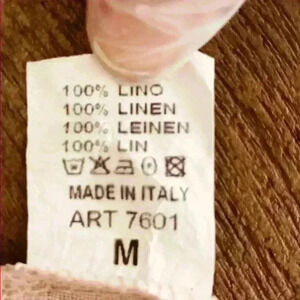 100% LINO
100% LINEN
100% LEINEN
100% LIN
MADE IN ITALY
ART 7601
M